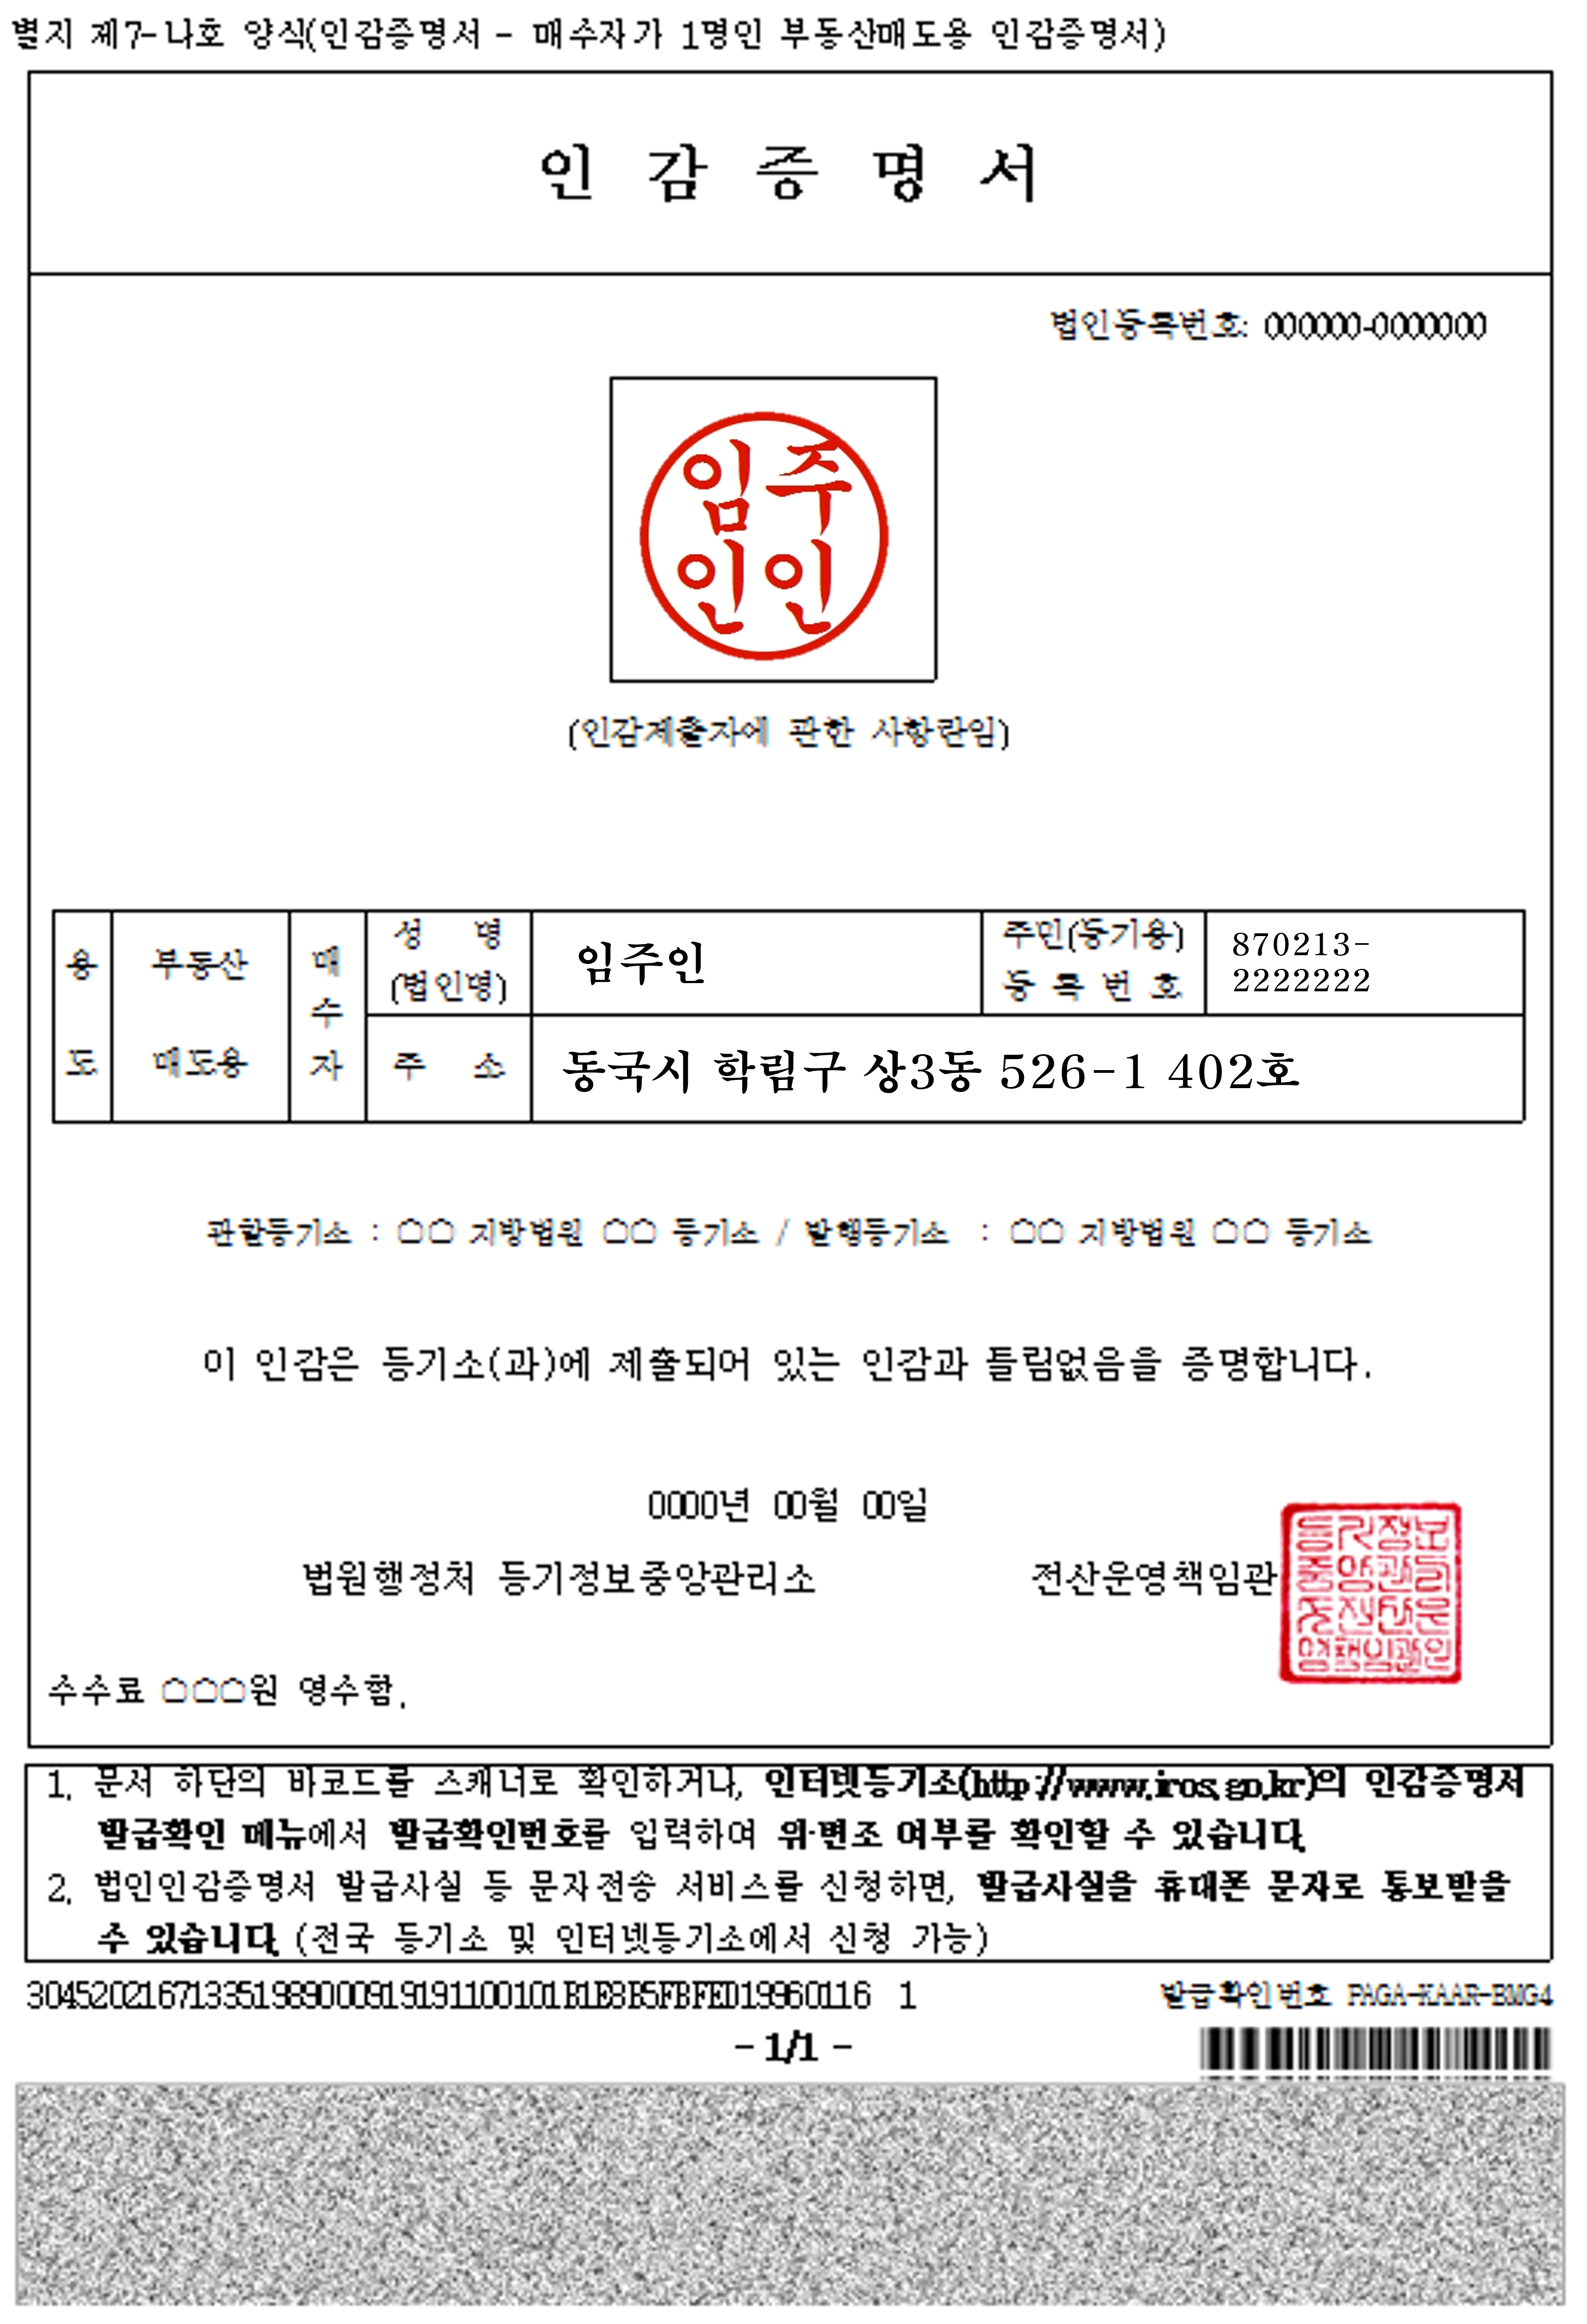 별지 제7-나호 양식(인감증명서 - 매수자가 1명인 부동산매도용 인감증명서)
인 감 증 명 서
법인등록번호: 000000-0000000
임주
인인
(인감제출자에 관한 사항란임)
용도
부동산 매도용
매수자
성 명
(법인명)
임주인
주민(등기용)
등 록 번 호
870213-
2222222
주 소
동국시 학림구 상3동 526-1 402호
관할등기소 : ○○ 지방법원 ○○ 등기소 / 발행등기소 : ○○ 지방법원 ○○ 등기소
이 인감은 등기소(과)에 제출되어 있는 인감과 틀림없음을 증명합니다.
0000년 00월 00일
법원행정처 등기정보중앙관리소 전산운영책임관
등기정보
중앙관리
소전산운
영책임관인
수수료 ○○○원 영수함.
1. 문서 하단의 바코드를 스캐너로 확인하거나, 인터넷등기소(http://www.iros.go.kr)의 인감증명서
발급확인 메뉴에서 발급확인번호를 입력하여 위·변조 여부를 확인할 수 있습니다.
2. 법인인감증명서 발급사실 등 문자전송 서비스를 신청하면, 발급사실을 휴대폰 문자로 통보받을
수 있습니다. (전국 등기소 및 인터넷등기소에서 신청 가능)
304520216713351989000919191100101B1E8B5FBFED19960116 1
발급확인번호 PAGA-KAAR-BMG4
- 1/1 -